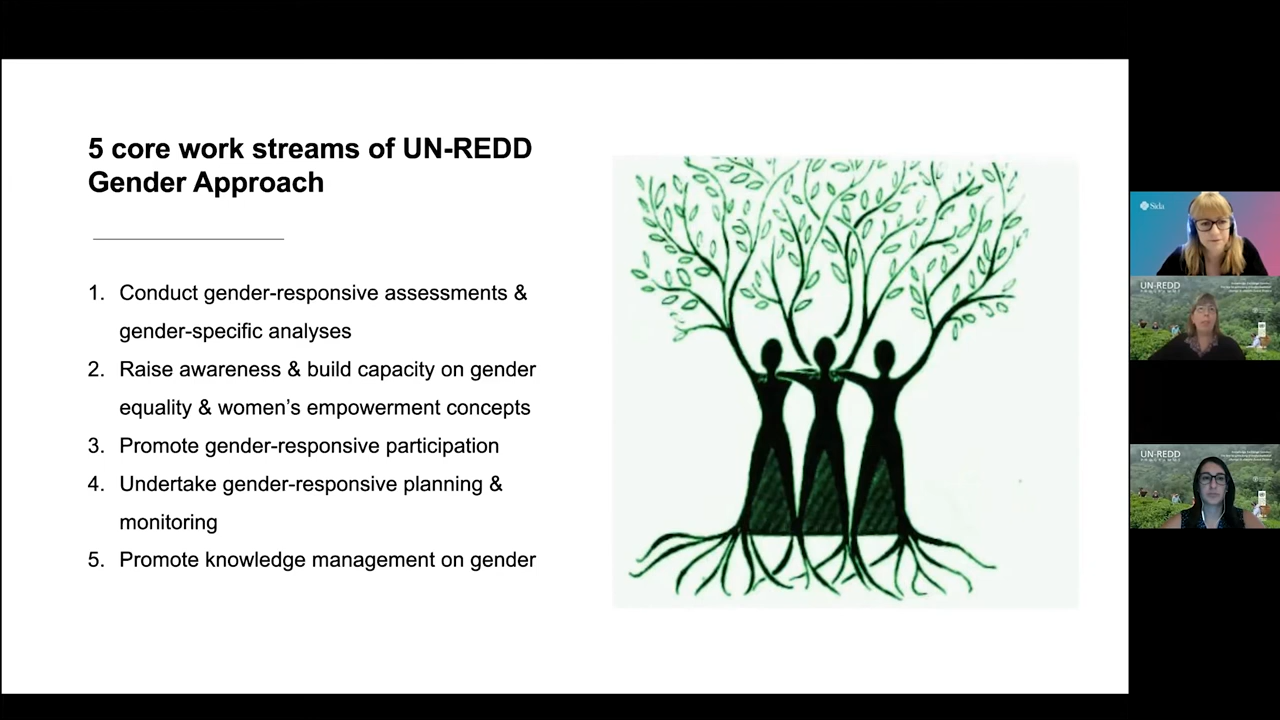 5 core work streams of UN-REDD
Gender Approach
1. Conduct gender-responsive assessments &
gender-specific analyses
2. Raise awareness & build capacity on gender
equality & women's empowerment concepts
3. Promote gender-responsive participation
4. Undertake gender-responsive planning &
monitoring
5. Promote knowledge management on gender
Sida
UN-REDD
PROGRAMME
UN-REDD
PROGRAMME